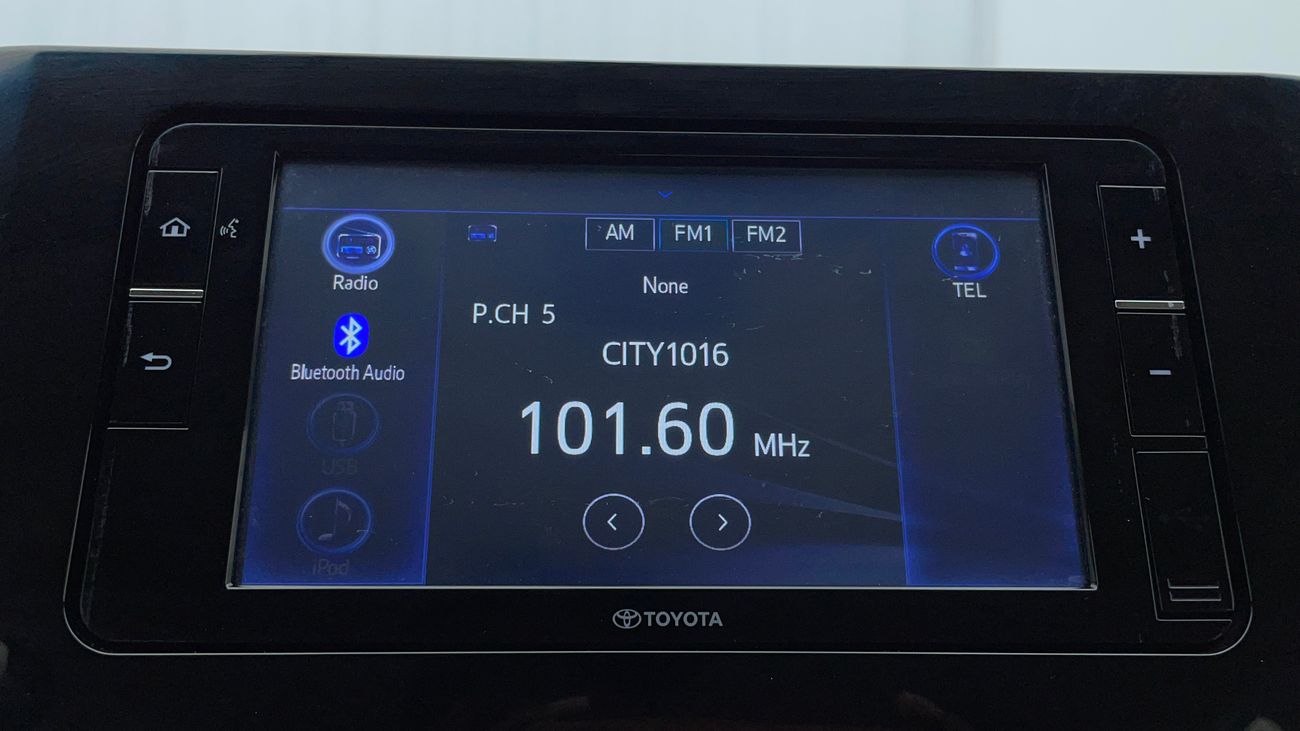 AM FM1 FM2
Radio
None
TEL
P.CH 5
CITY1016
Bluetooth Audio
101.60 MHz
USB
iPod
TOYOTA